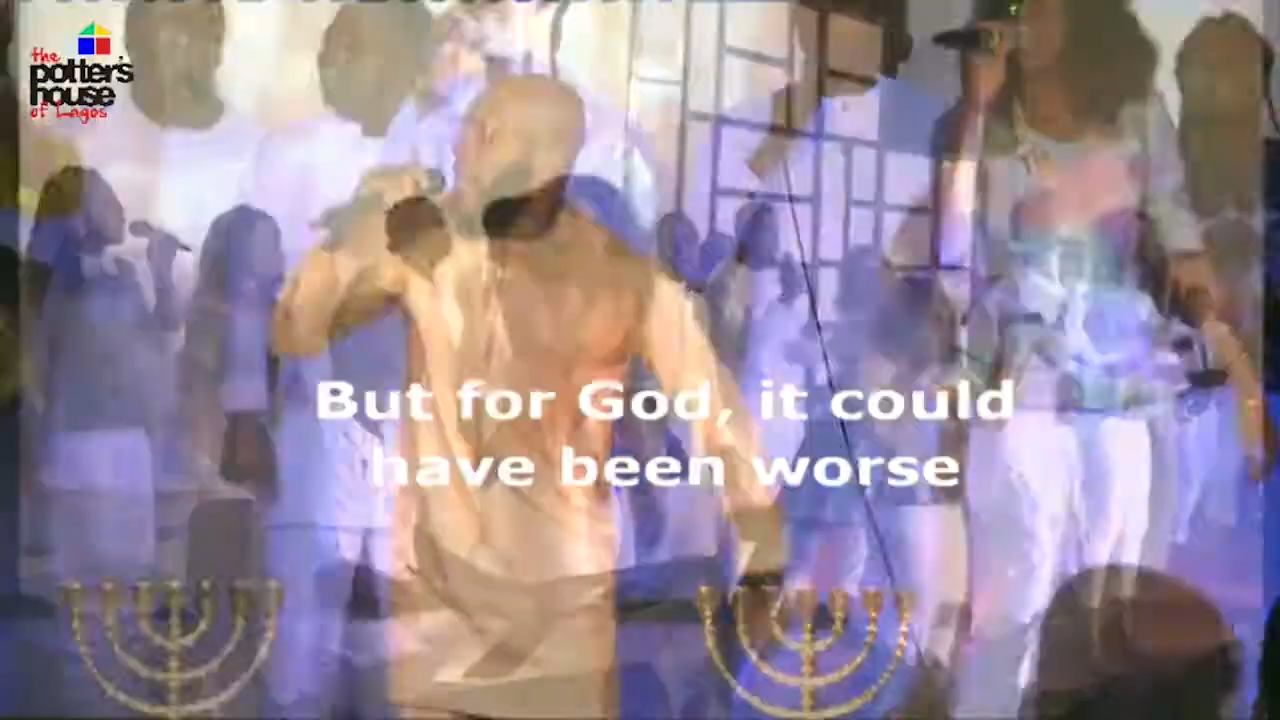 the
potter's
house
of Lagos
But for God, it could
have been worse